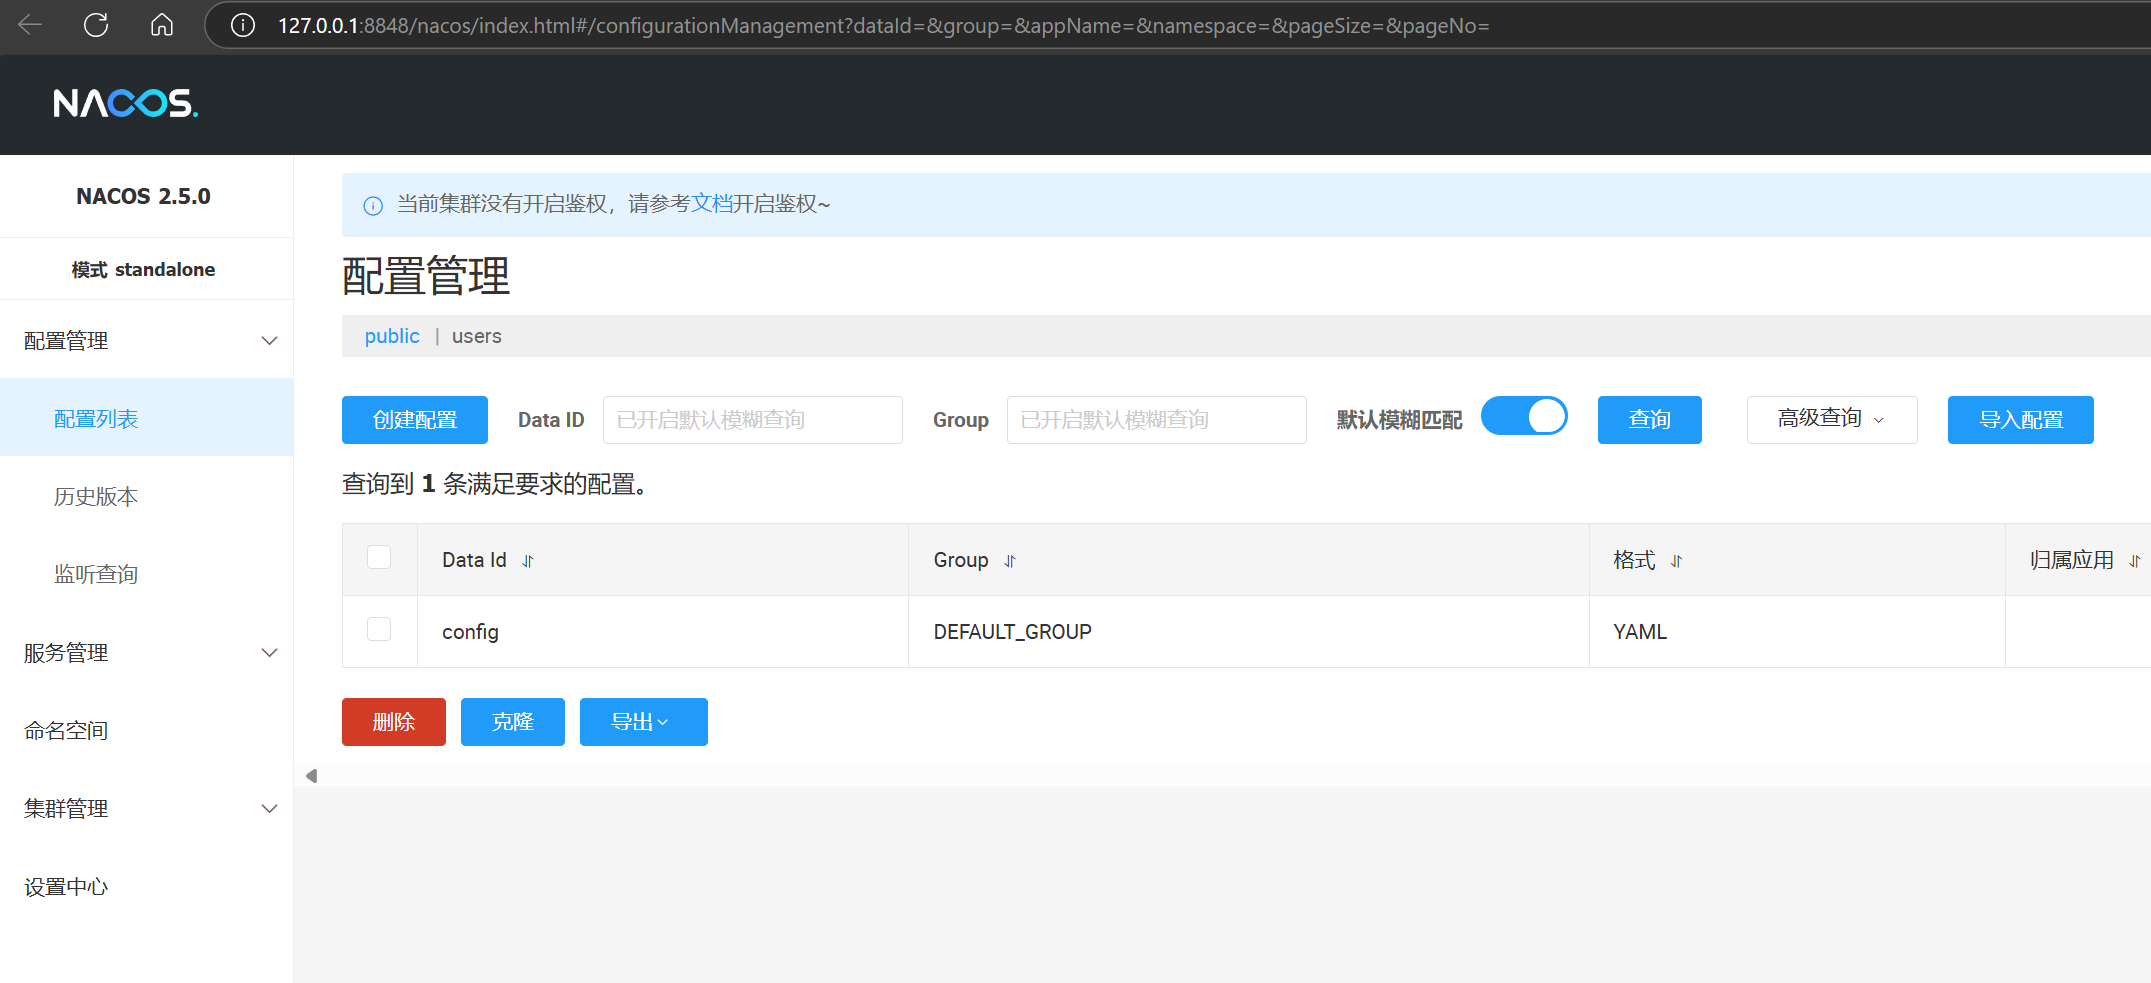 127.0.0.1:8848/nacos/index.html#/configurationManagement?dataId=&group=&appName=&namespace=&pageSize=&pageNo=
NACOS.
NACOS 2.5.0
模式 standalone
配置管理
配置列表
历史版本
监听查询
服务管理
命名空间
集群管理
设置中心
当前集群没有开启鉴权，请参考文档开启鉴权~
配置管理
public | users
创建配置 Data ID 已开启默认模糊查询 Group 已开启默认模糊查询 默认模糊匹配 查询 高级查询 导入配置
查询到 1 条满足要求的配置。
Data Id Group 格式 归属应用
config DEFAULT_GROUP YAML
删除 克隆 导出